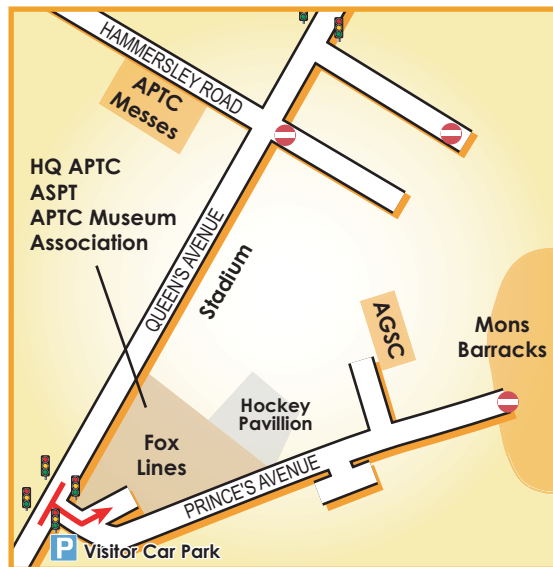 HAMMERSLEY ROAD
APTC
Messes
HQ APTC
ASPT
APTC Museum
Association
QUEEN'S AVENUE
Stadium
AGSC
Mons
Barracks
Hockey
Pavillion
Fox
Lines
PRINCE'S AVENUE
P Visitor Car Park